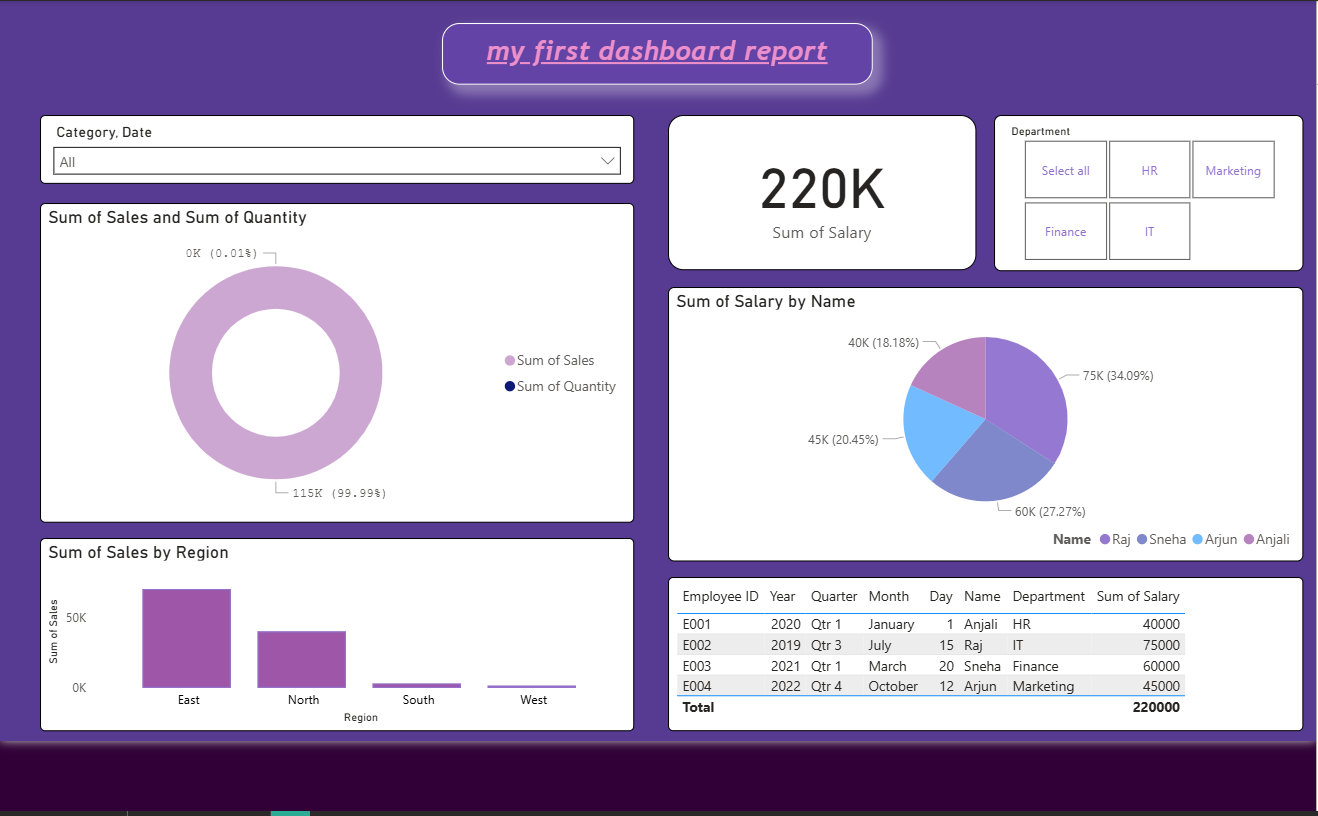 my first dashboard report
Category, Date
All
Sum of Sales and Sum of Quantity
0K (0.01%)
115K (99.99%)
Sum of Sales
Sum of Quantity
Sum of Sales by Region
Sum of Sales
50K
0K
East North South West
Region
220K
Sum of Salary
Department
Select all HR Marketing
Finance IT
Sum of Salary by Name
40K (18.18%)
75K (34.09%)
45K (20.45%)
60K (27.27%)
Name Raj Sneha Arjun Anjali
Employee ID Year Quarter Month Day Name Department Sum of Salary
E001 2020 Qtr 1 January 1 Anjali HR 40000
E002 2019 Qtr 3 July 15 Raj IT 75000
E003 2021 Qtr 1 March 20 Sneha Finance 60000
E004 2022 Qtr 4 October 12 Arjun Marketing 45000
Total 220000